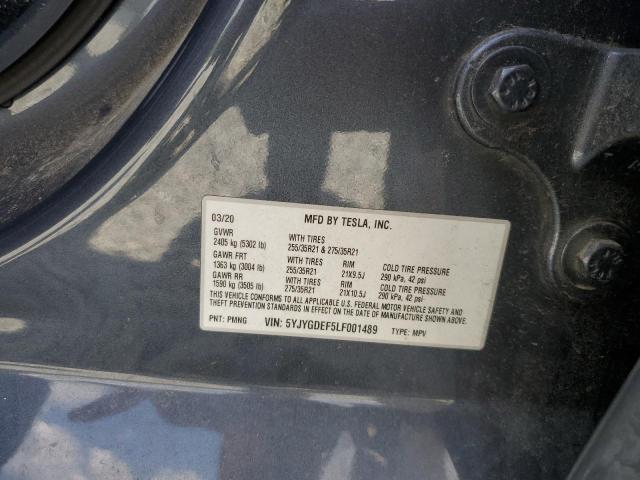 03/20 MFD BY TESLA, INC.
GVWR WITH TIRES
2405 kg (5302 lb) 255/35R21 & 275/35R21
GAWR FRT WITH TIRES RIM COLD TIRE PRESSURE
1363 kg (3004 lb) 255/35R21 21X9.5J 290 kPa, 42 psi
GAWR RR WITH TIRES RIM COLD TIRE PRESSURE
1590 kg (3505 lb) 275/35R21 21X10.5J 290 kPa, 42 psi
THIS VEHICLE CONFORMS TO ALL APPLICABLE U.S. FEDERAL MOTOR VEHICLE SAFETY AND
THEFT PREVENTION STANDARDS IN EFFECT ON THE DATE OF MANUFACTURE SHOWN ABOVE.
PNT: PMNG VIN: 5YJYGDEF5LF001489 TYPE: MPV